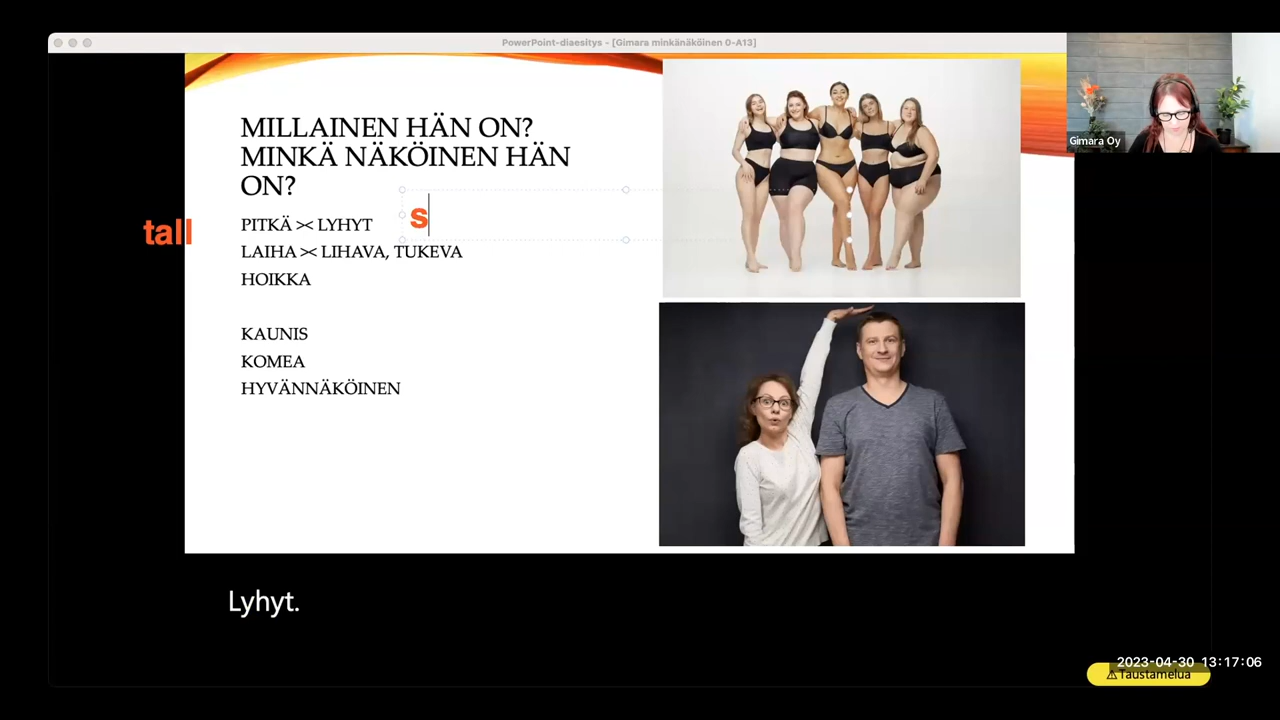 PowerPoint-diaesitys - [Gimara minkänäköinen 0-A13]
Gimara Oy
MILLAINEN HÄN ON?
MINKÄ NÄKÖINEN HÄN
ON?
tall
PITKÄ >< LYHYT
s
LAIHA >< LIHAVA, TUKEVA
HOIKKA
KAUNIS
KOMEA
HYVÄNNÄKÖINEN
Lyhyt.
2023-04-30 13:17:06
⚠Taustamelua